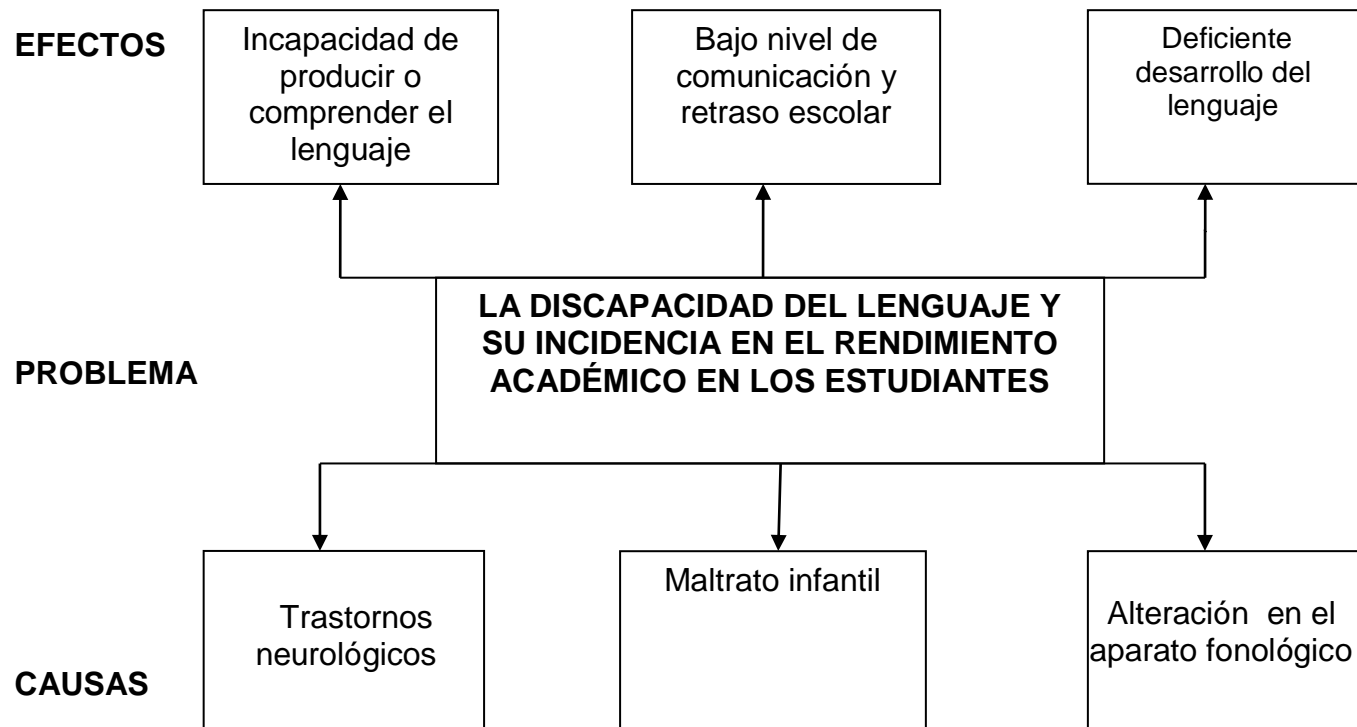 EFECTOS
Incapacidad de
producir o
comprender el
lenguaje
Bajo nivel de
comunicación y
retraso escolar
Deficiente
desarrollo del
lenguaje
PROBLEMA
LA DISCAPACIDAD DEL LENGUAJE Y
SU INCIDENCIA EN EL RENDIMIENTO
ACADÉMICO EN LOS ESTUDIANTES
CAUSAS
Trastornos
neurológicos
Maltrato infantil
Alteración en el
aparato fonológico